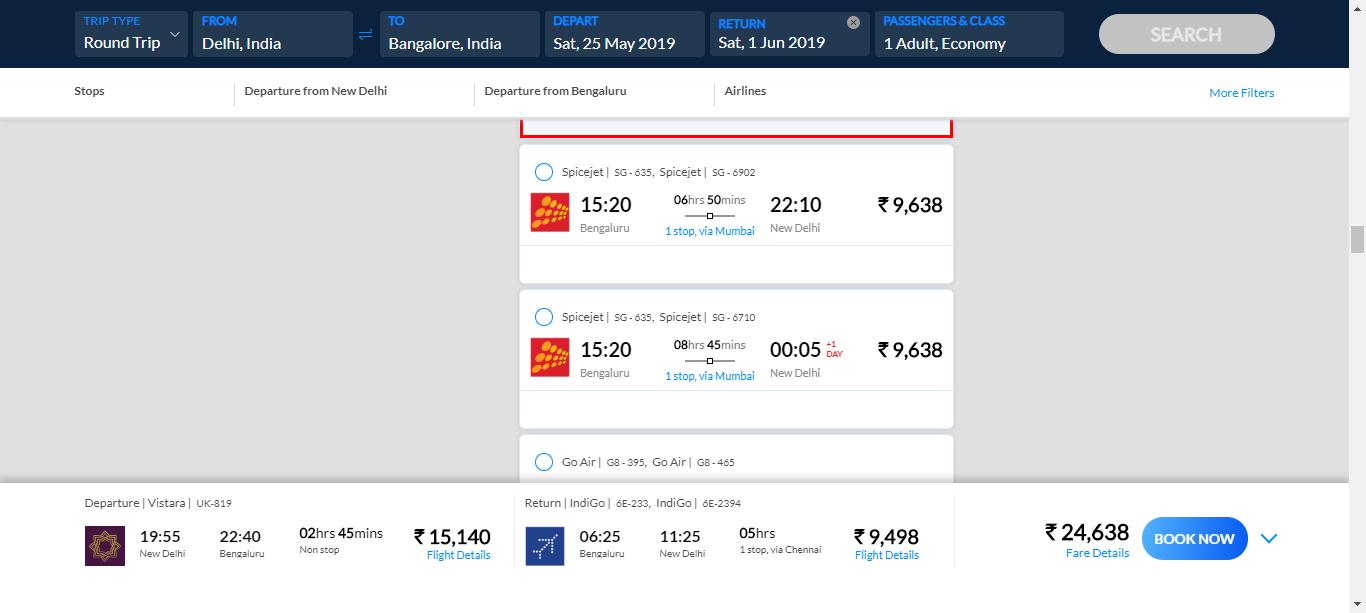 TRIP TYPE
Round Trip
FROM
Delhi, India
TO
Bangalore, India
DEPART
Sat, 25 May 2019
RETURN
Sat, 1 Jun 2019
PASSENGERS & CLASS
1 Adult, Economy
SEARCH
Stops
Departure from New Delhi
Departure from Bengaluru
Airlines
More Filters
Spicejet | SG - 635, Spicejet | SG - 6902
15:20
Bengaluru
06hrs 50mins
1 stop, via Mumbai
22:10
New Delhi
₹ 9,638
Spicejet | SG - 635, Spicejet | SG - 6710
15:20
Bengaluru
08hrs 45mins
1 stop, via Mumbai
00:05 +1 DAY
New Delhi
₹ 9,638
Go Air | G8 - 395, Go Air | G8 - 465
Departure | Vistara | UK-819
19:55
New Delhi
22:40
Bengaluru
02hrs 45mins
Non stop
₹ 15,140
Flight Details
Return | IndiGo | 6E-233, IndiGo | 6E-2394
06:25
Bengaluru
11:25
New Delhi
05hrs
1 stop, via Chennai
₹ 9,498
Flight Details
₹ 24,638
Fare Details
BOOK NOW